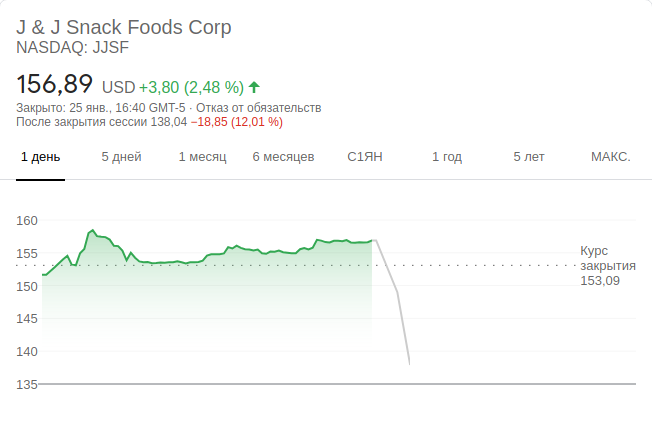 J & J Snack Foods Corp
NASDAQ: JJSF
156,89 USD +3,80 (2,48 %)
Закрыто: 25 янв., 16:40 GMT-5 · Отказ от обязательств
После закрытия сессии 138,04 −18,85 (12,01 %)
1 день 5 дней 1 месяц 6 месяцев С1ЯН 1 год 5 лет МАКС.
160
155
150
145
140
135
Курс
закрытия
153,09